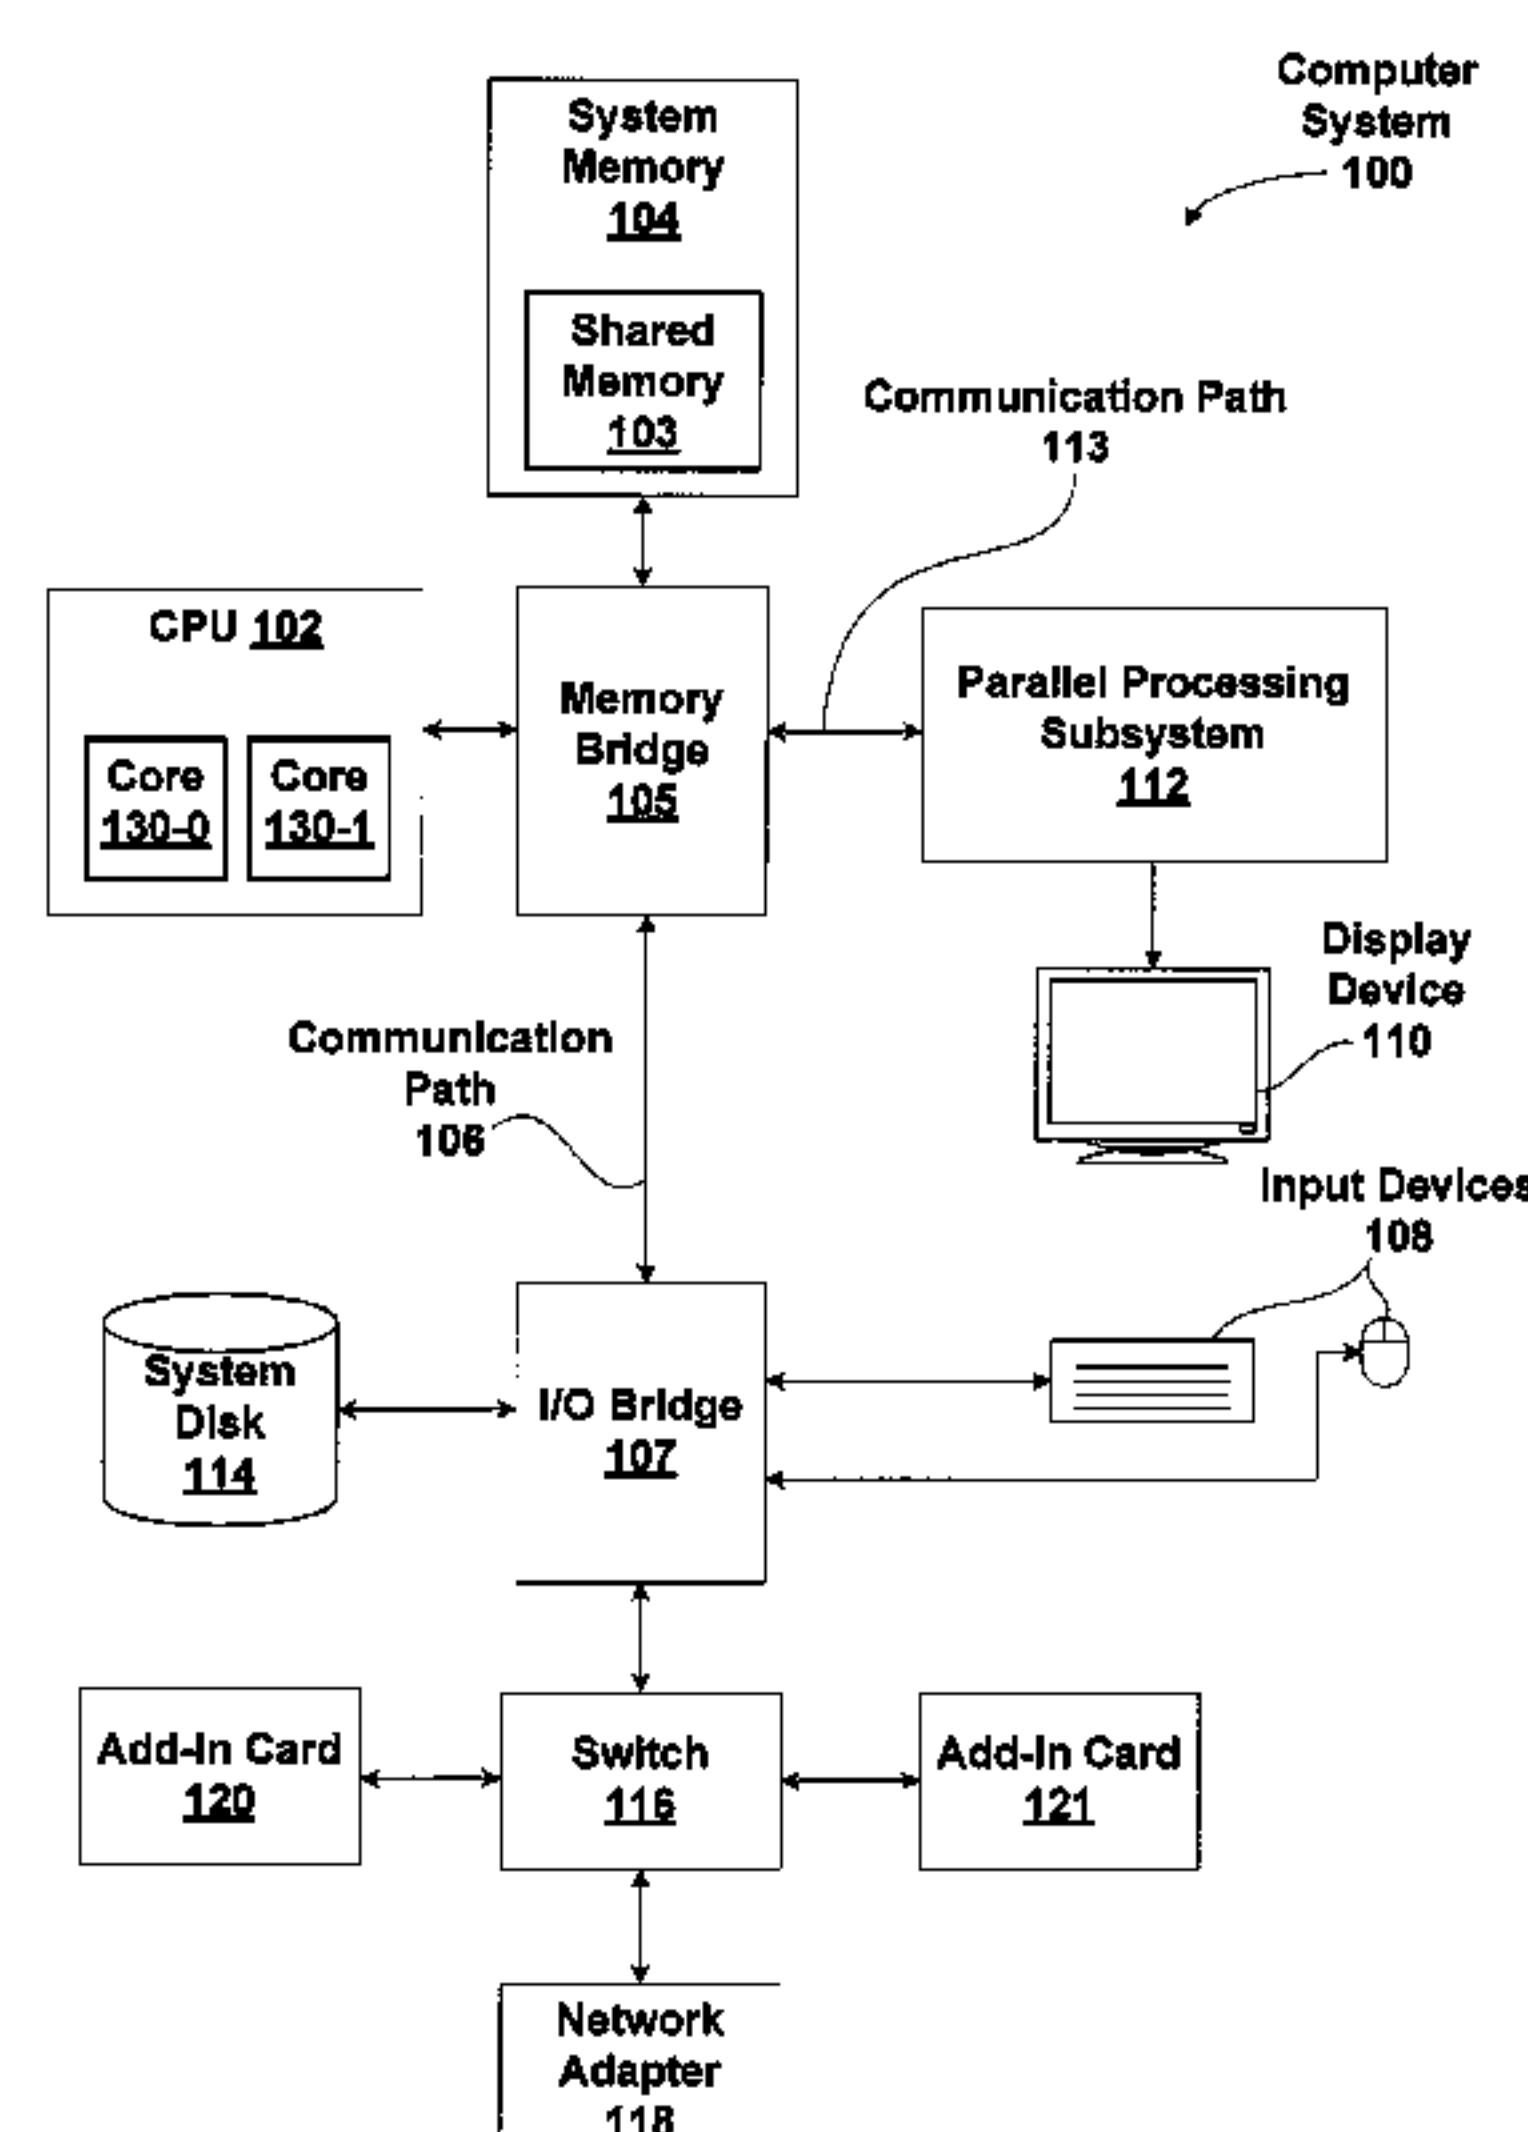 Computer
System
100
System
Memory
104
Shared
Memory
103
Communication Path
113
CPU 102
Core
130-0
Core
130-1
Memory
Bridge
105
Parallel Processing
Subsystem
112
Display
Device
110
Communication
Path
106
Input Devices
108
System
Disk
114
I/O Bridge
107
Add-In Card
120
Switch
116
Add-In Card
121
Network
Adapter
118